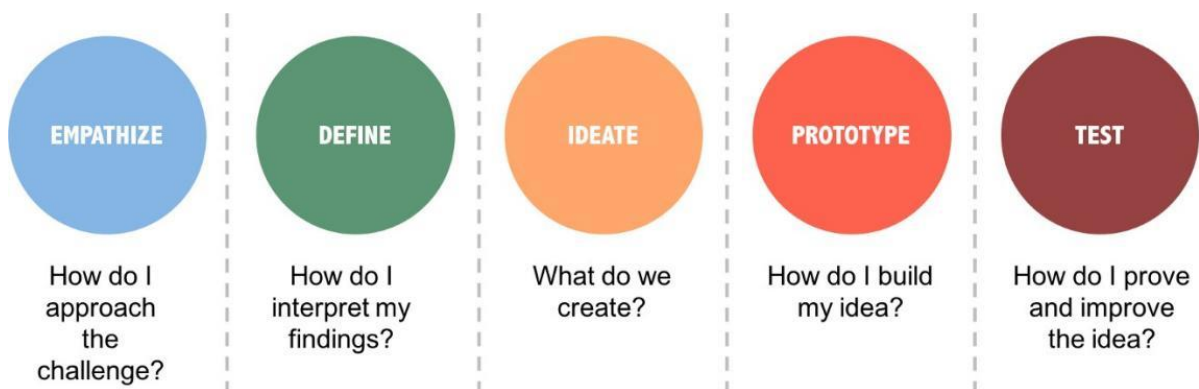 EMPATHIZE
DEFINE
IDEATE
PROTOTYPE
TEST
How do I
approach
the
challenge?
How do I
interpret my
findings?
What do we
create?
How do I build
my idea?
How do I prove
and improve
the idea?